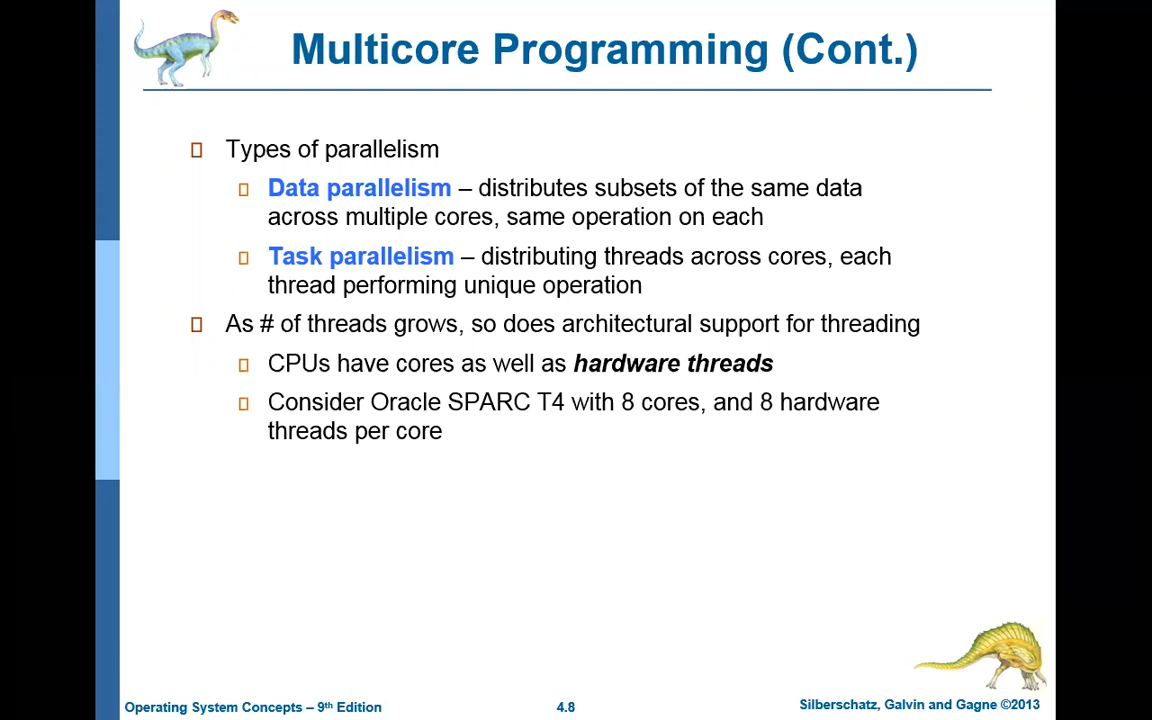 Multicore Programming (Cont.)
Types of parallelism
Data parallelism – distributes subsets of the same data
across multiple cores, same operation on each
Task parallelism – distributing threads across cores, each
thread performing unique operation
As # of threads grows, so does architectural support for threading
CPUs have cores as well as hardware threads
Consider Oracle SPARC T4 with 8 cores, and 8 hardware
threads per core
Operating System Concepts – 9th Edition
4.8
Silberschatz, Galvin and Gagne ©2013